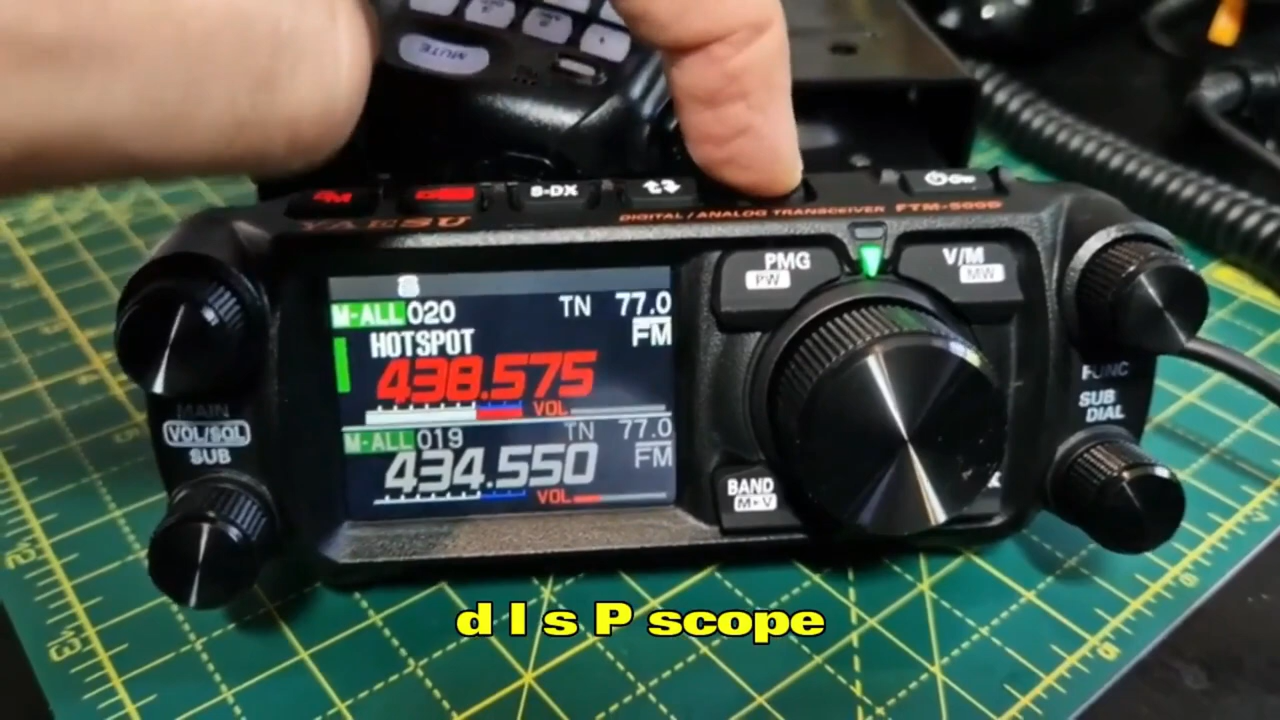 MUTE
S-DX
YAESU
DIGITAL / ANALOG TRANSCEIVER FTM-500D
PMG
PW
V/M
MW
M-ALL 020 TN 77.0
HOTSPOT FM
438.575
VOL
M-ALL 019 TN 77.0
434.550 FM
VOL
MAIN
VOL/SQL
SUB
BAND
M▸V
FUNC
SUB
DIAL
d I s P scope